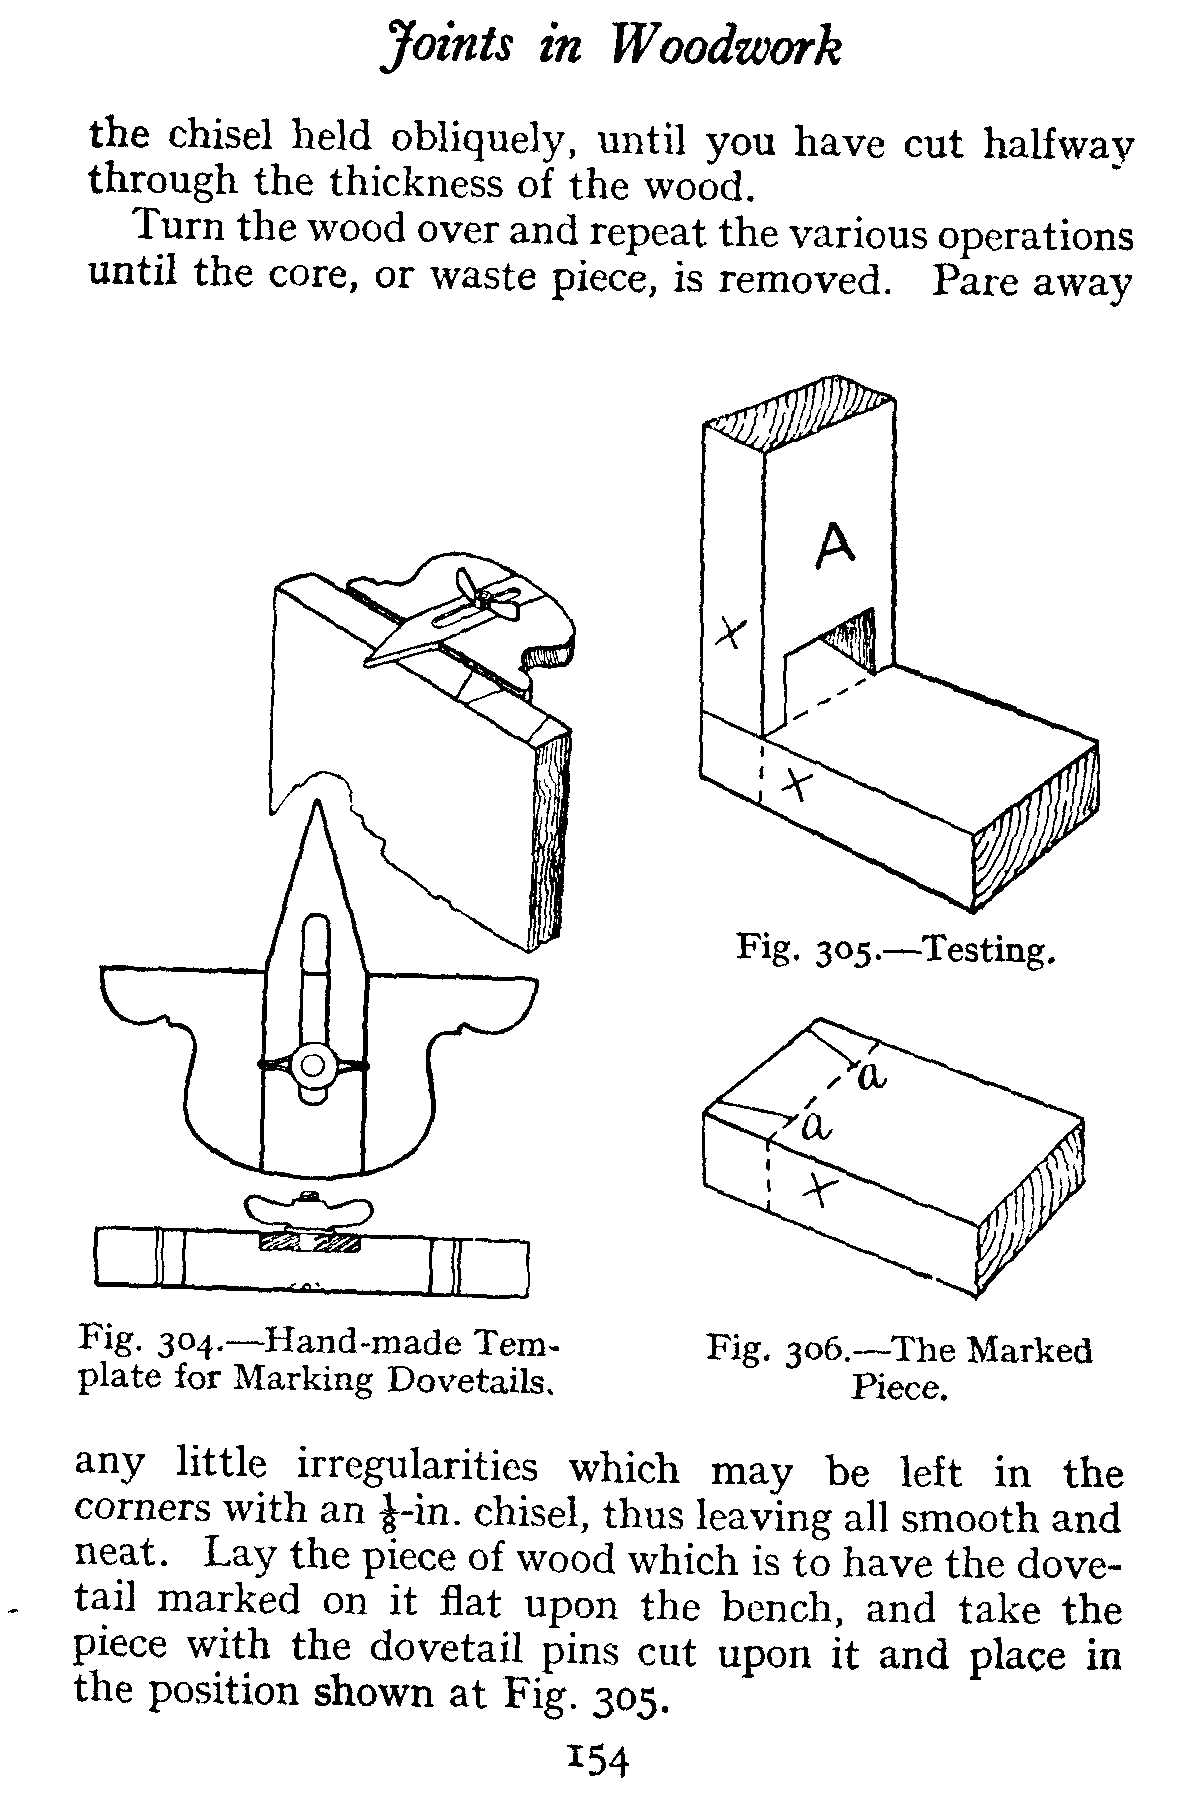 Joints in Woodwork
the chisel held obliquely, until you have cut halfway
through the thickness of the wood.
Turn the wood over and repeat the various operations
until the core, or waste piece, is removed. Pare away
A
X
X
Fig. 305.—Testing.
a
a
X
Fig. 304.—Hand-made Tem-
plate for Marking Dovetails.
Fig. 306.—The Marked
Piece.
any little irregularities which may be left in the
corners with an ⅛-in. chisel, thus leaving all smooth and
neat. Lay the piece of wood which is to have the dove-
tail marked on it flat upon the bench, and take the
piece with the dovetail pins cut upon it and place in
the position shown at Fig. 305.
154